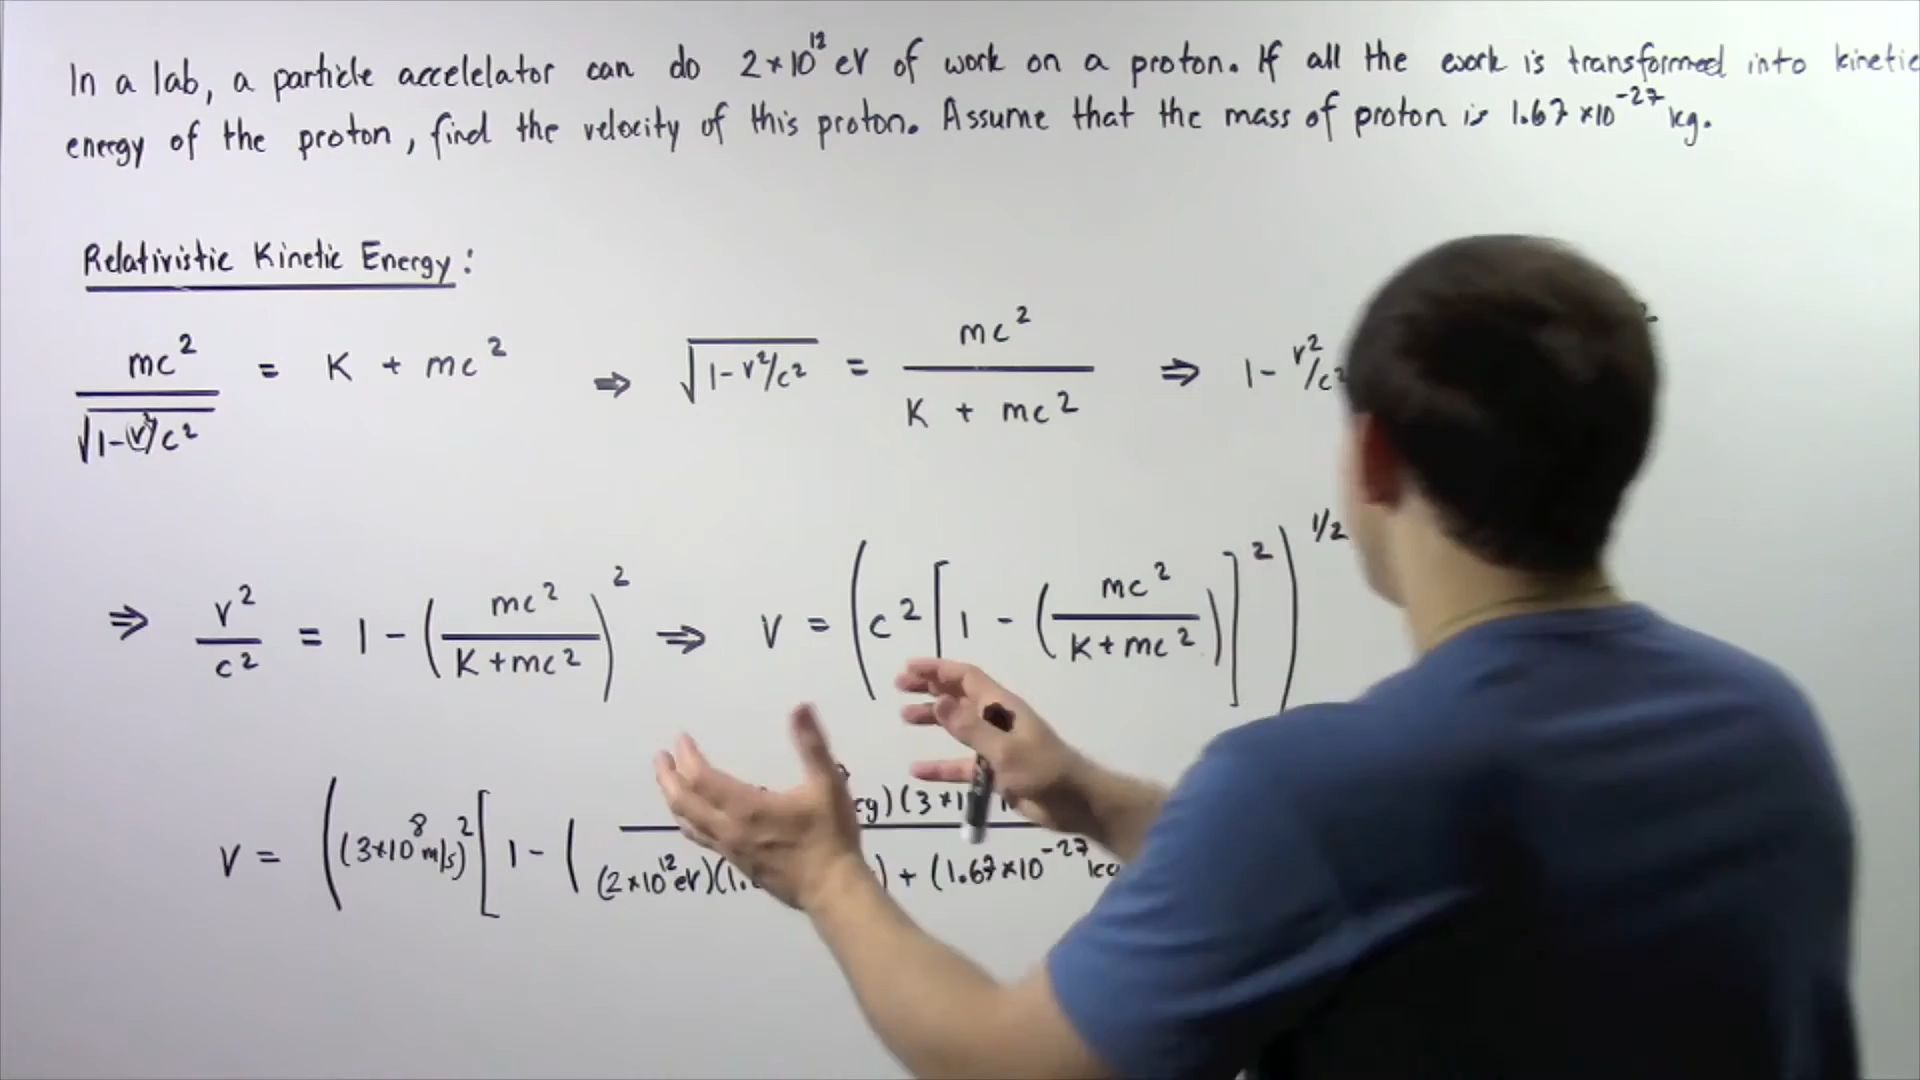 In a lab, a particle accelelator can do 2×10¹² eV of work on a proton. If all the work is transformed into kinetic
energy of the proton, find the velocity of this proton. Assume that the mass of proton is 1.67×10⁻²⁷ kg.
Relativistic Kinetic Energy:
mc² / √(1-v²/c²) = K + mc² ⇒ √(1-v²/c²) = mc² / (K + mc²) ⇒ 1 - v²/c²
⇒ v²/c² = 1 - (mc² / (K+mc²))² ⇒ v = (c² [1 - (mc² / (K+mc²))]²)^1/2
v = ((3×10⁸ m/s)² [1 - ( (3×1 / (2×10¹² eV)(1. ) + (1.67×10⁻²⁷ kg